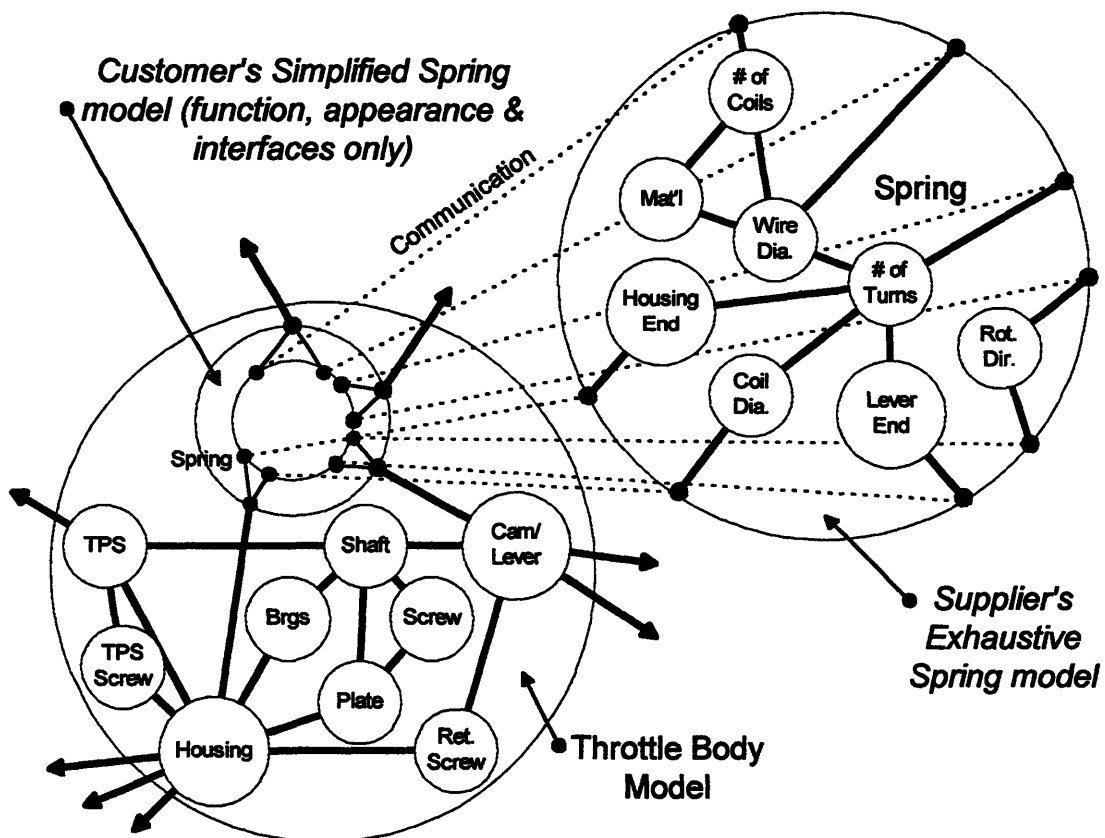 Customer's Simplified Spring
model (function, appearance &
interfaces only)
Communication
# of
Coils
Mat'l
Wire
Dia.
Spring
# of
Turns
Housing
End
Rot.
Dir.
Coil
Dia.
Lever
End
Spring
TPS
Shaft
Cam/
Lever
Brgs
Screw
TPS
Screw
Plate
Housing
Ret.
Screw
Supplier's
Exhaustive
Spring model
Throttle Body
Model